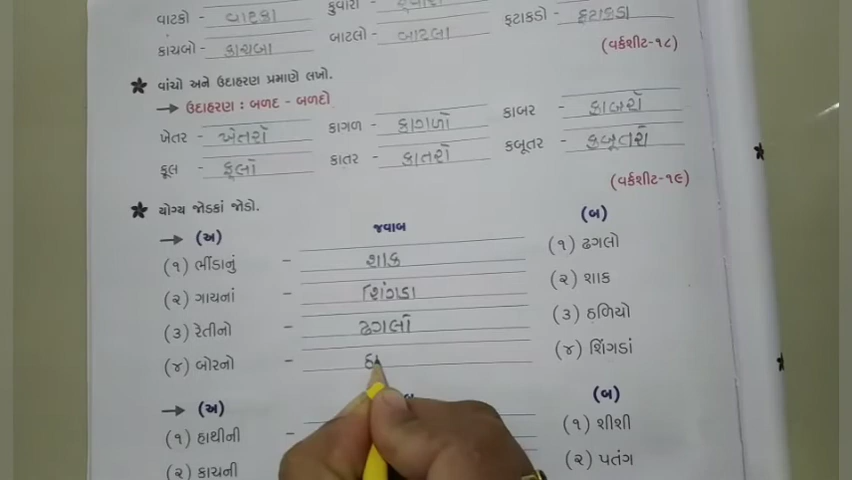 વાટકો - વાટકા
કાચબો - કાચબા બાટલો - બાટલા ફટાકડો - ફટાકડા
(વર્કશીટ-૧૮)
★ વાંચો અને ઉદાહરણ પ્રમાણે લખો.
→ ઉદાહરણ : બળદ - બળદો
ખેતર - ખેતરો કાગળ - કાગળો કાબર - કાબરો
ફૂલ - ફૂલો કાતર - કાતરો કબૂતર - કબૂતરો
(વર્કશીટ-૧૯)
★ યોગ્ય જોડકાં જોડો.
→ (અ) જવાબ (બ)
(૧) ભીંડાનું - શાક (૧) ઢગલો
(૨) ગાયનાં - શિંગડા (૨) શાક
(૩) રેતીનો - ઢગલો (૩) ઠળિયો
(૪) બોરનો - ઠ (૪) શિંગડાં
→ (અ) (બ)
(૧) હાથીની - (૧) શીશી
(૨) કાચની (૨) પતંગ